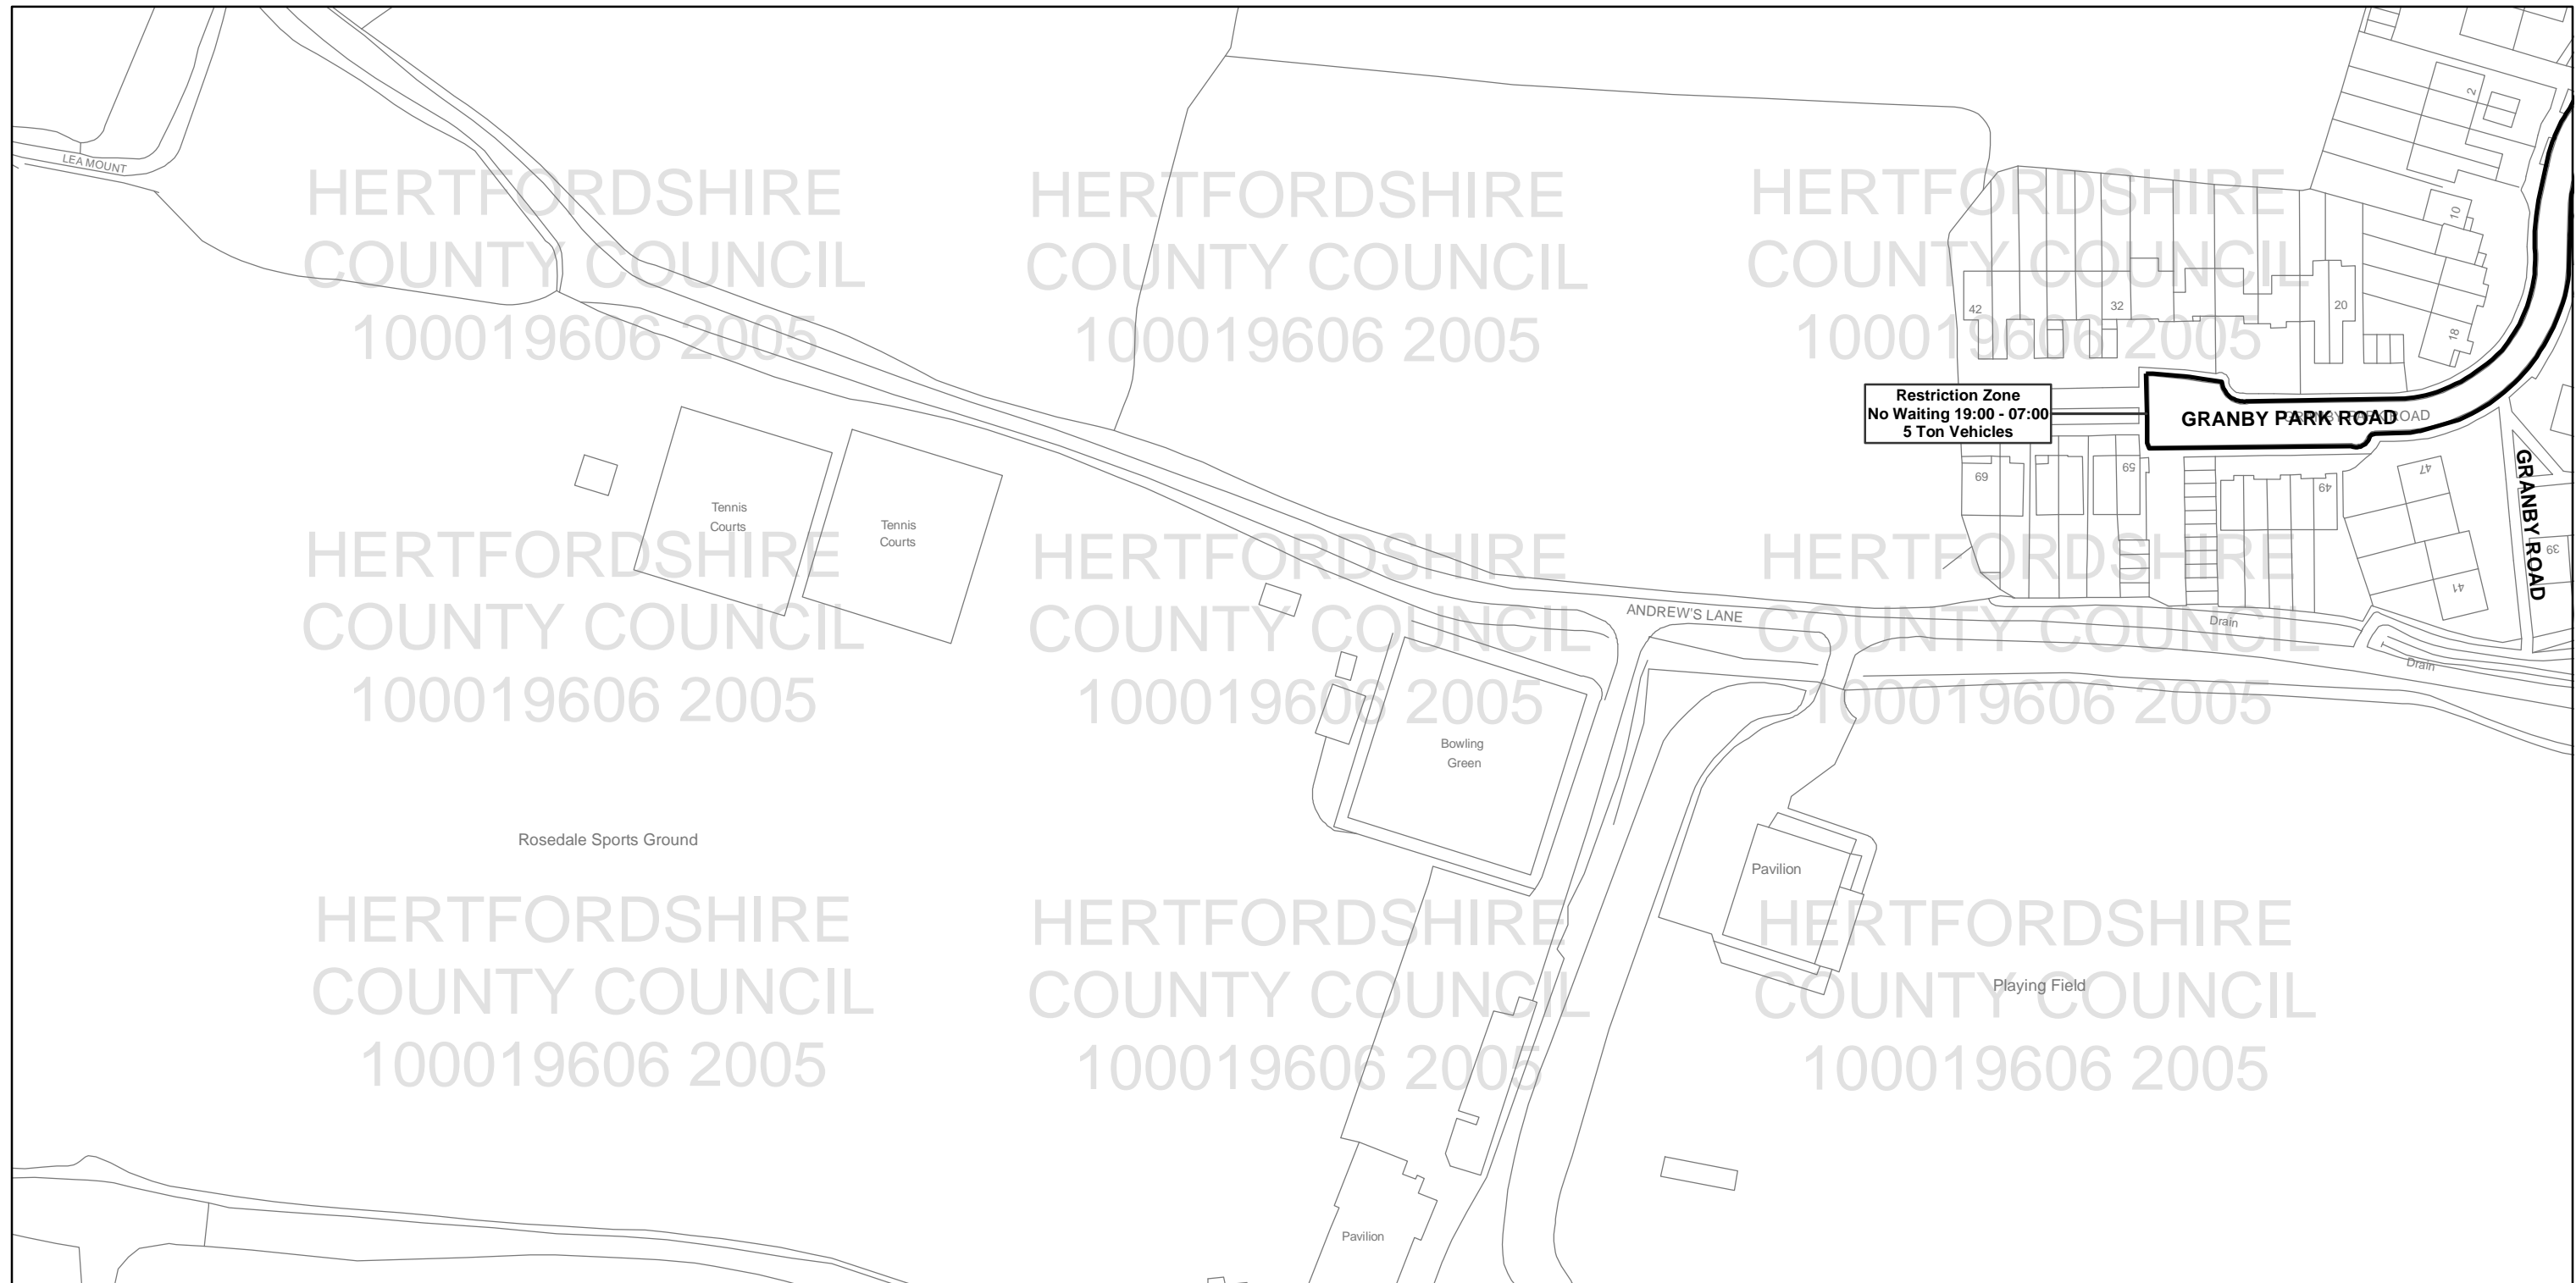 LEA MOUNT
HERTFORDSHIRE
COUNTY COUNCIL
100019606 2005
HERTFORDSHIRE
COUNTY COUNCIL
100019606 2005
HERTFORDSHIRE
COUNTY COUNCIL
100019606 2005
2
10
18
20
32
42
Restriction Zone
No Waiting 19:00 - 07:00
5 Ton Vehicles
GRANBY PARK ROAD
GRANBY PARK ROAD
GRANBY ROAD
69
59
49
47
41
39
Tennis
Courts
Tennis
Courts
HERTFORDSHIRE
COUNTY COUNCIL
100019606 2005
HERTFORDSHIRE
COUNTY COUNCIL
100019606 2005
HERTFORDSHIRE
COUNTY COUNCIL
100019606 2005
ANDREW'S LANE
Drain
Drain
Bowling
Green
Rosedale Sports Ground
Pavilion
HERTFORDSHIRE
COUNTY COUNCIL
100019606 2005
HERTFORDSHIRE
COUNTY COUNCIL
100019606 2005
HERTFORDSHIRE
COUNTY COUNCIL
100019606 2005
Playing Field
Pavilion